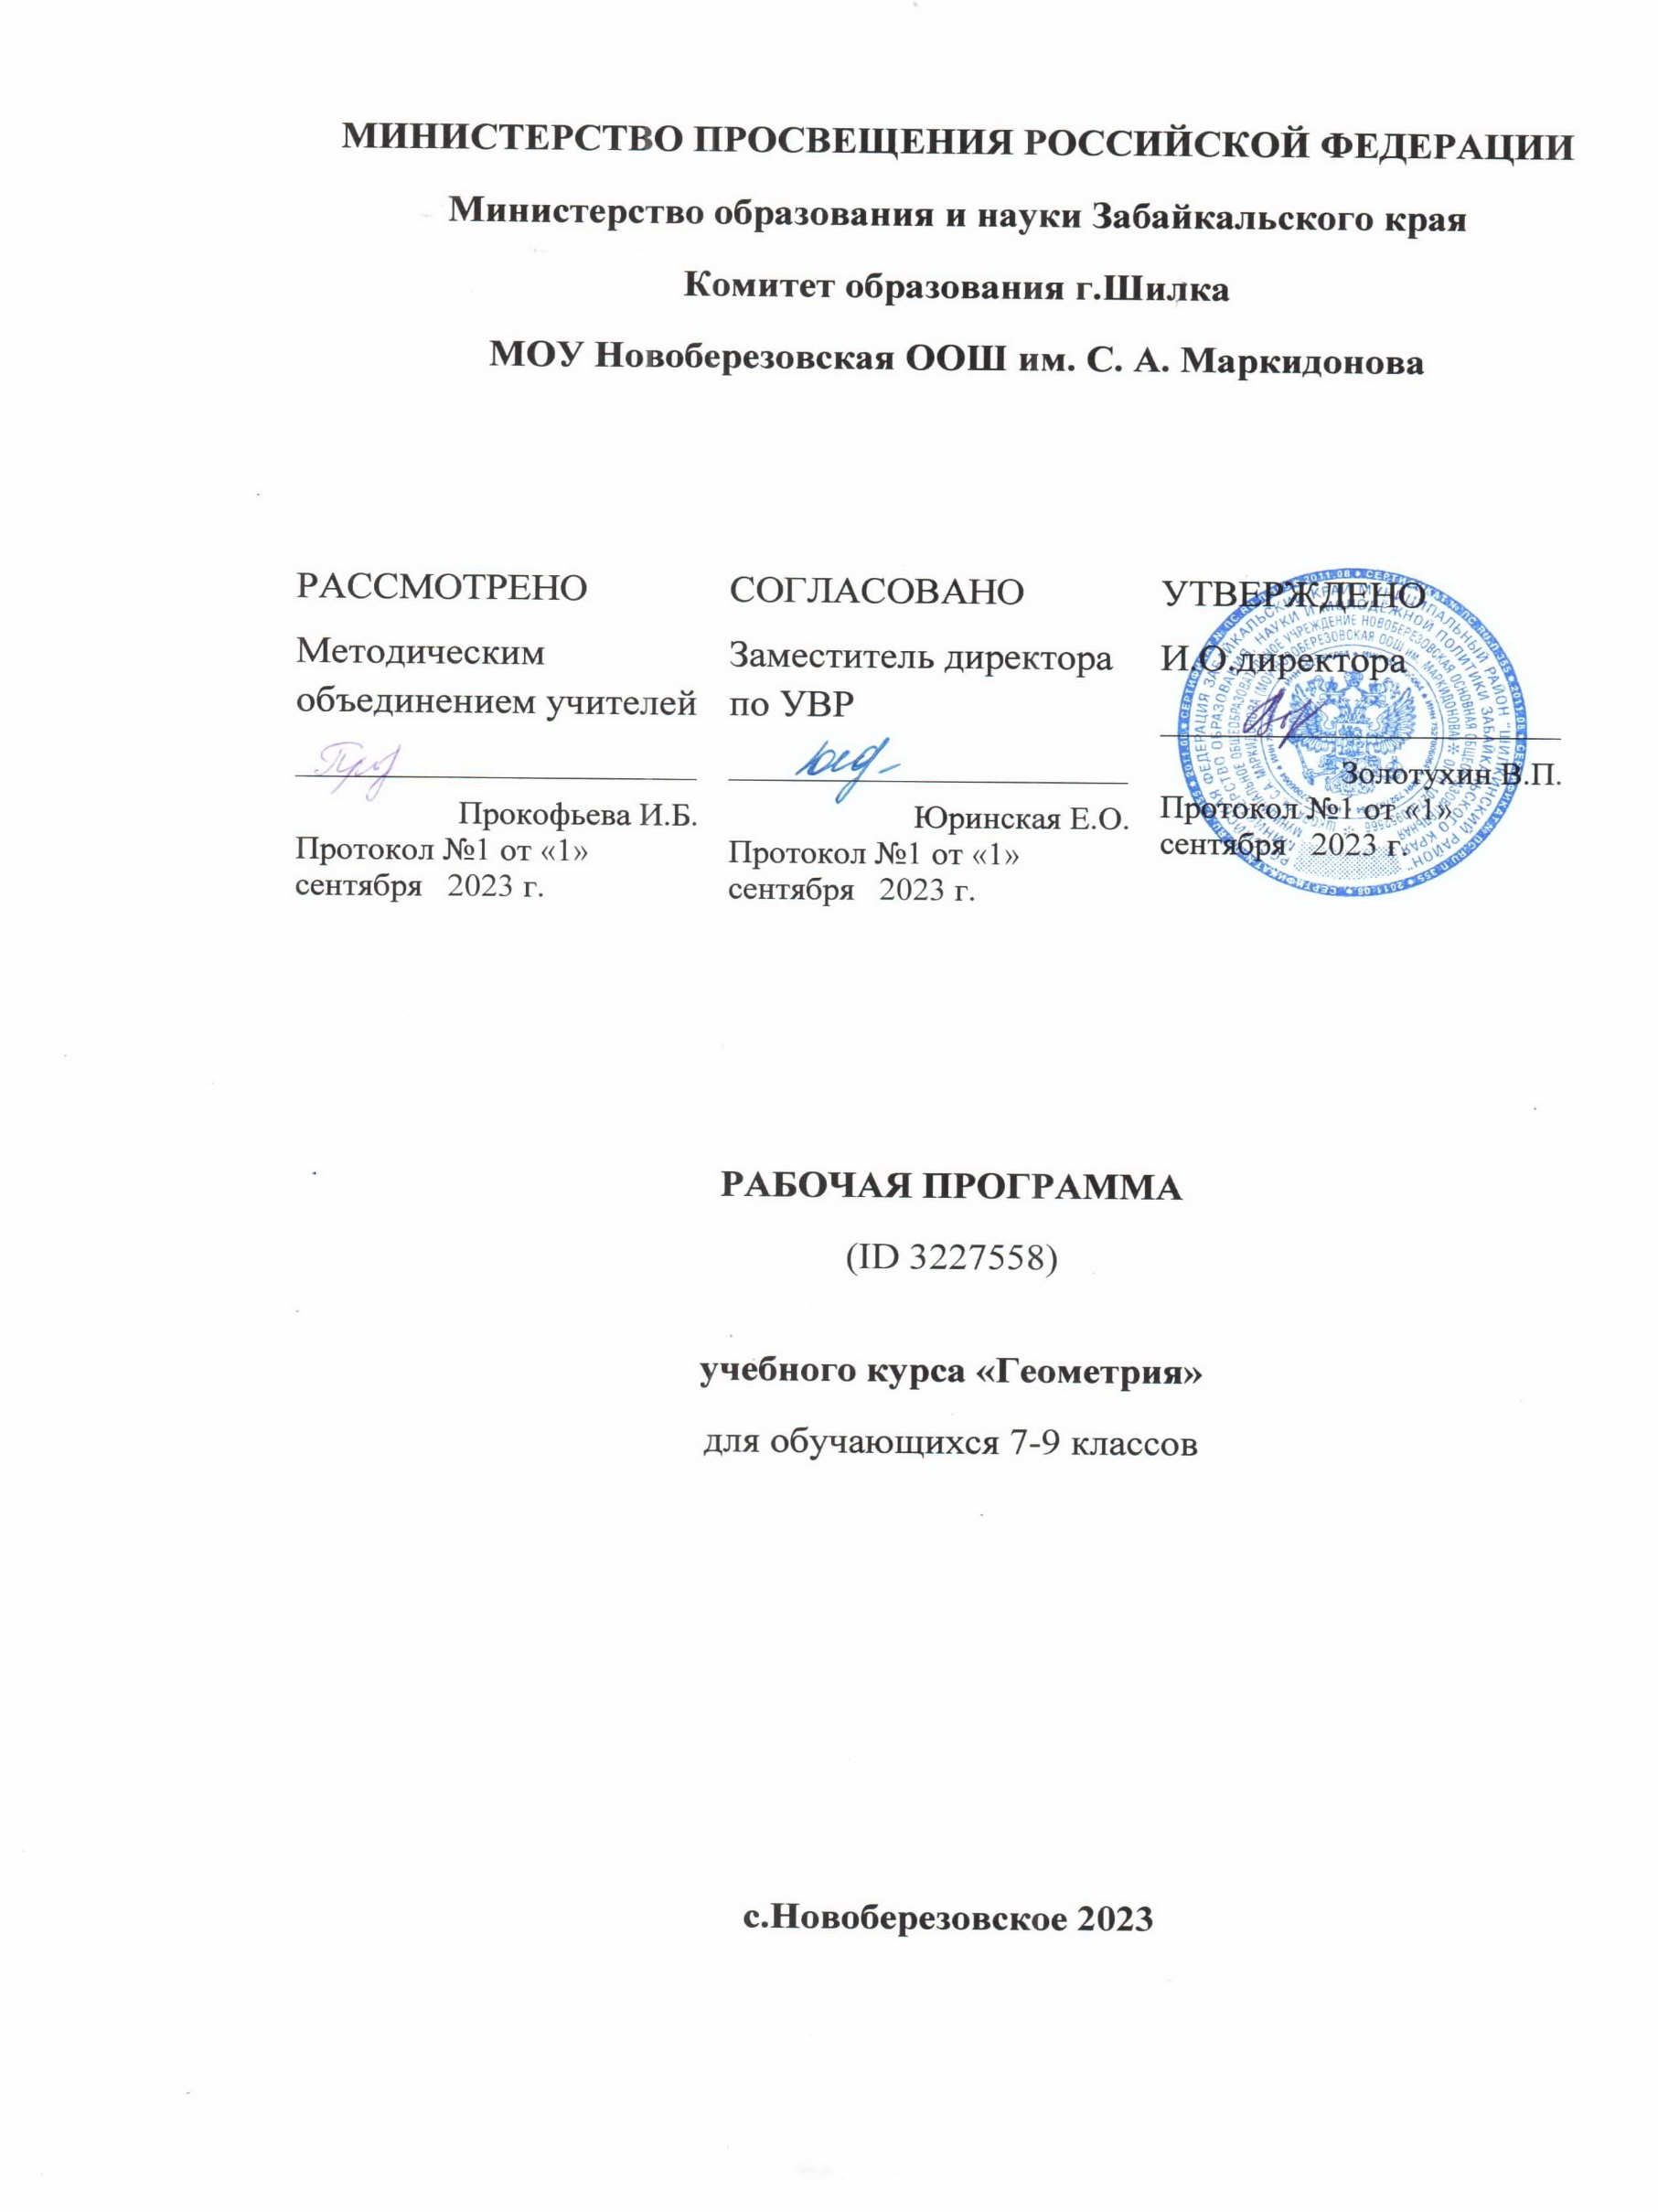 МИНИСТЕРСТВО ПРОСВЕЩЕНИЯ РОССИЙСКОЙ ФЕДЕРАЦИИ
Министерство образования и науки Забайкальского края
Комитет образования г.Шилка
МОУ Новоберезовская ООШ им. С. А. Маркидонова
РАССМОТРЕНО
Методическим
объединением учителей
Прокофьева И.Б.
Протокол №1 от «1»
сентября 2023 г.
СОГЛАСОВАНО
Заместитель директора
по УВР
Юринская Е.О.
Протокол №1 от «1»
сентября 2023 г.
УТВЕРЖДЕНО
И.О.директора
Золотухин В.П.
Протокол №1 от «1»
сентября 2023 г.
РАБОЧАЯ ПРОГРАММА
(ID 3227558)
учебного курса «Геометрия»
для обучающихся 7-9 классов
с.Новоберезовское 2023